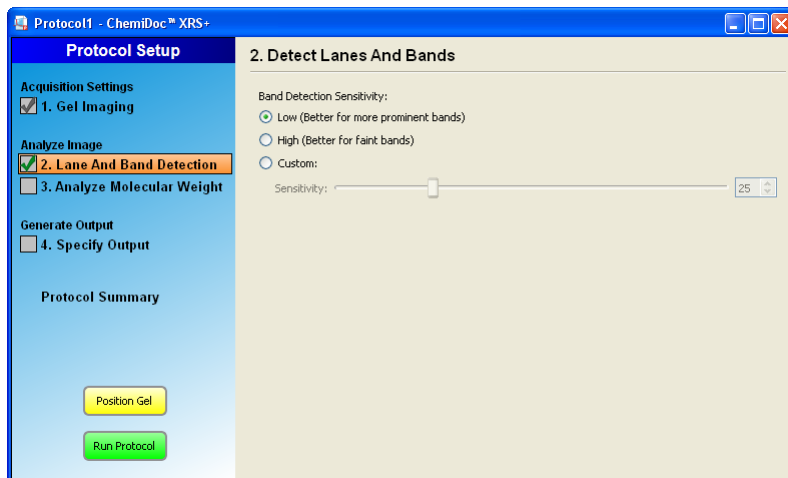 Protocol1 - ChemiDoc™ XRS+
Protocol Setup
Acquisition Settings
1. Gel Imaging
Analyze Image
2. Lane And Band Detection
3. Analyze Molecular Weight
Generate Output
4. Specify Output
Protocol Summary
Position Gel
Run Protocol
2. Detect Lanes And Bands
Band Detection Sensitivity:
Low (Better for more prominent bands)
High (Better for faint bands)
Custom:
Sensitivity: 25